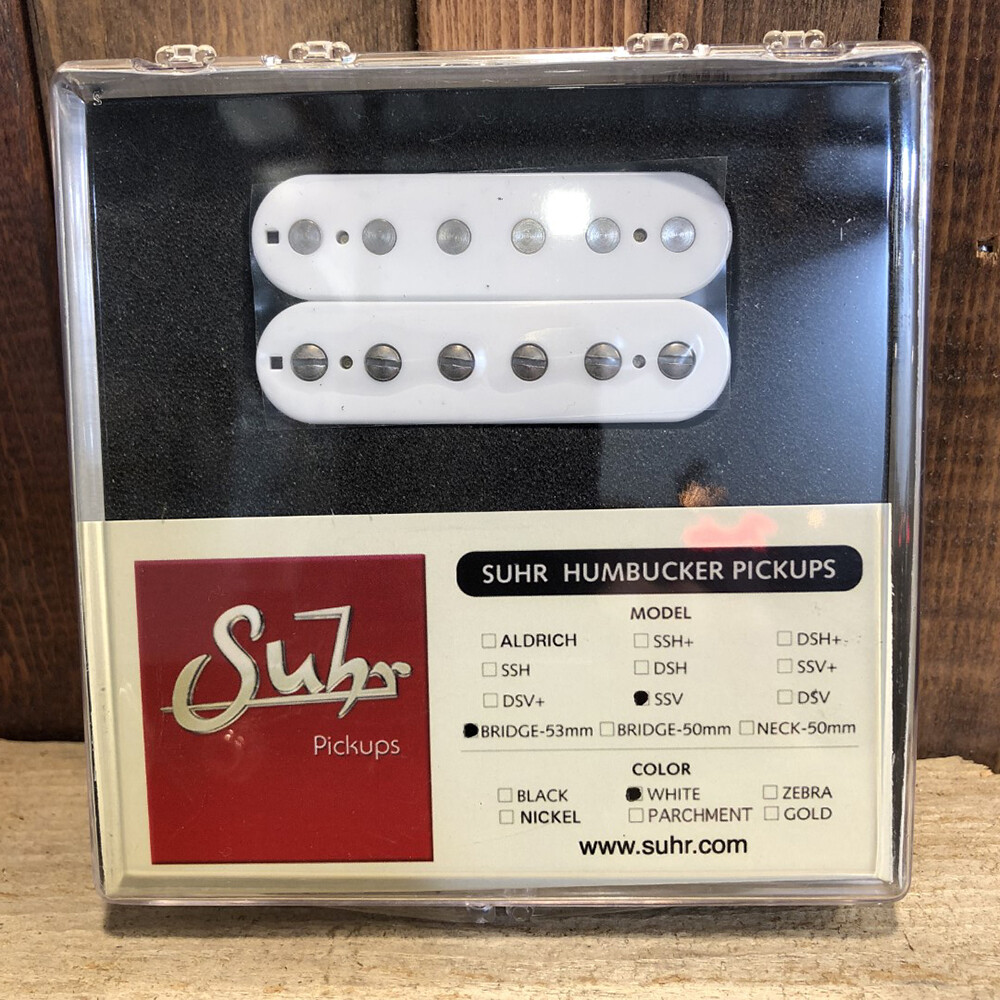 Suhr
Pickups
SUHR HUMBUCKER PICKUPS
MODEL
ALDRICH SSH+ DSH+
SSH DSH SSV+
DSV+ SSV DSV
BRIDGE-53mm BRIDGE-50mm NECK-50mm
COLOR
BLACK WHITE ZEBRA
NICKEL PARCHMENT GOLD
www.suhr.com